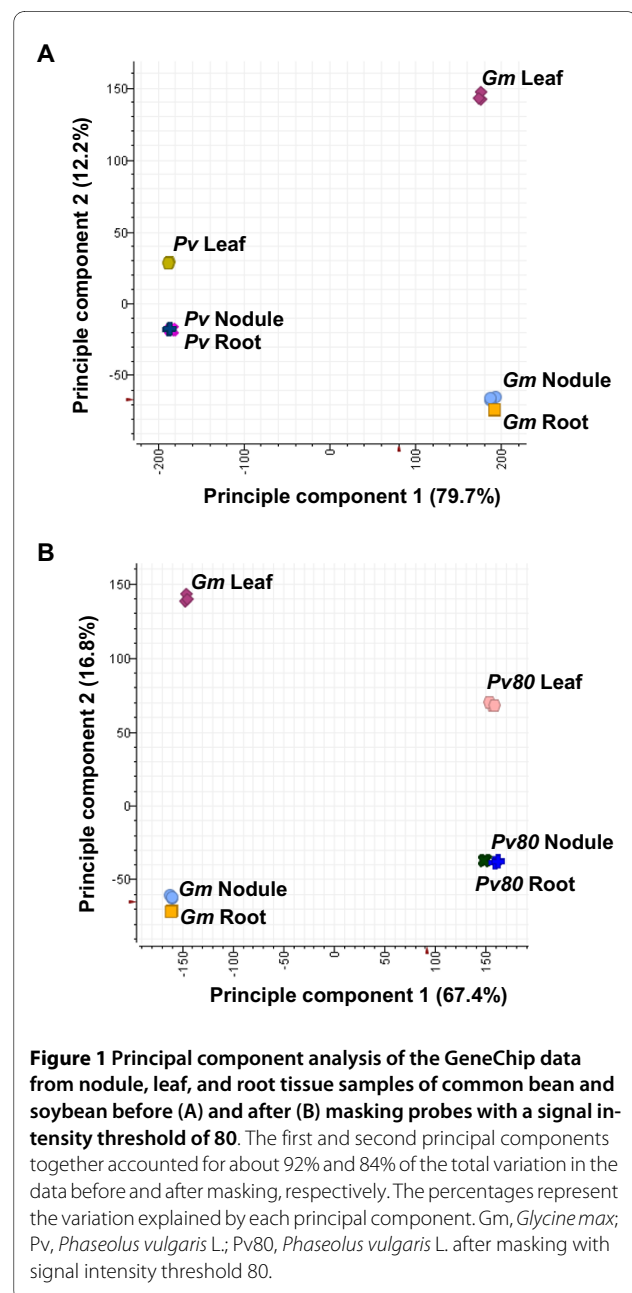 A
Principle component 2 (12.2%)
150
100
50
0
-50
Gm Leaf
Pv Leaf
Pv Nodule
Pv Root
Gm Nodule
Gm Root
-200
-100
0
100
200
Principle component 1 (79.7%)
B
Principle component 2 (16.8%)
150
100
50
0
-50
Gm Leaf
Pv80 Leaf
Pv80 Nodule
Pv80 Root
Gm Nodule
Gm Root
-150
-100
-50
0
50
100
150
Principle component 1 (67.4%)
Figure 1 Principal component analysis of the GeneChip data
from nodule, leaf, and root tissue samples of common bean and
soybean before (A) and after (B) masking probes with a signal in-
tensity threshold of 80. The first and second principal components
together accounted for about 92% and 84% of the total variation in the
data before and after masking, respectively. The percentages represent
the variation explained by each principal component. Gm, Glycine max;
Pv, Phaseolus vulgaris L.; Pv80, Phaseolus vulgaris L. after masking with
signal intensity threshold 80.